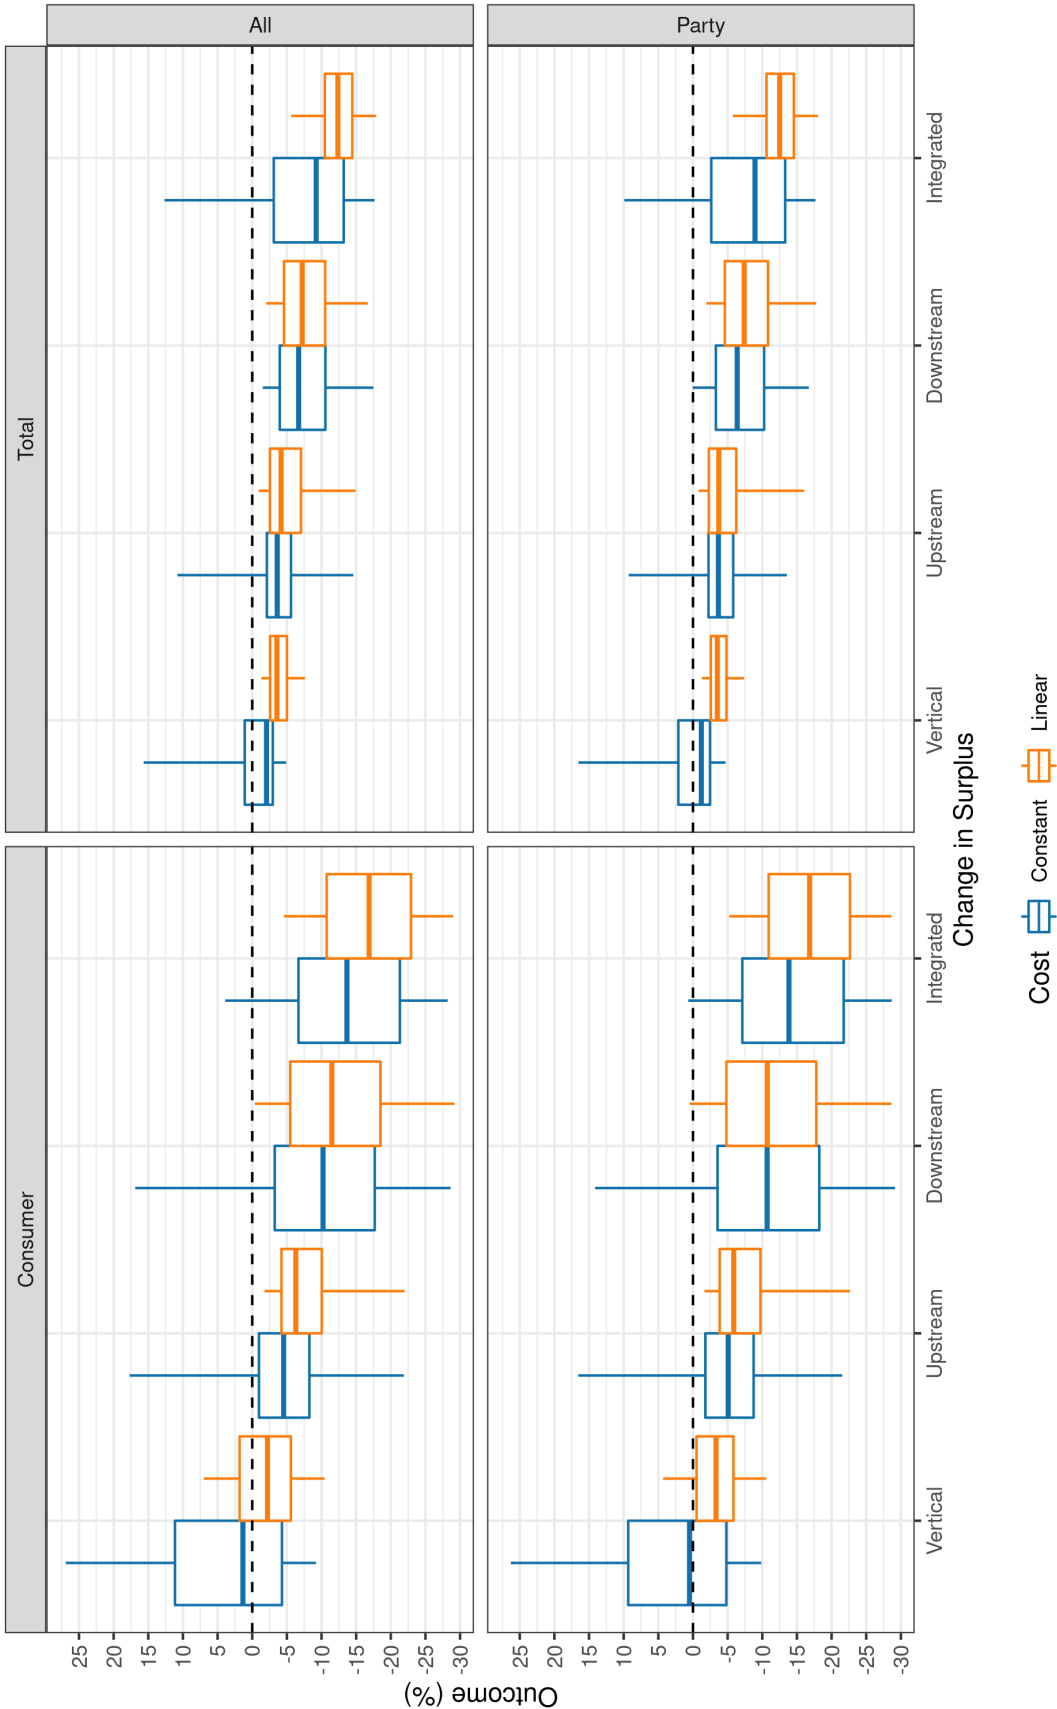 Consumer
Total
All
Party
25
20
15
10
5
0
-5
-10
-15
-20
-25
-30
25
20
15
10
5
0
-5
-10
-15
-20
-25
-30
Outcome (%)
Vertical
Upstream
Downstream
Integrated
Vertical
Upstream
Downstream
Integrated
Change in Surplus
Cost Constant Linear